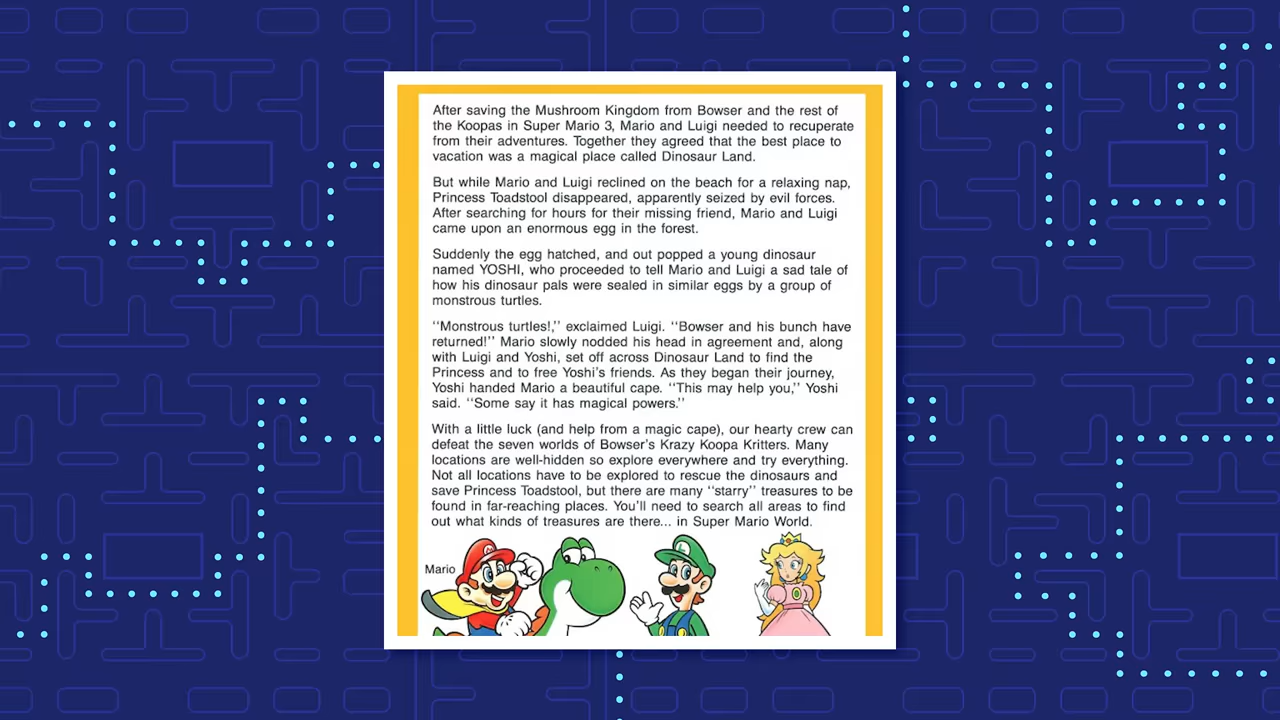 After saving the Mushroom Kingdom from Bowser and the rest of
the Koopas in Super Mario 3, Mario and Luigi needed to recuperate
from their adventures. Together they agreed that the best place to
vacation was a magical place called Dinosaur Land.
But while Mario and Luigi reclined on the beach for a relaxing nap,
Princess Toadstool disappeared, apparently seized by evil forces.
After searching for hours for their missing friend, Mario and Luigi
came upon an enormous egg in the forest.
Suddenly the egg hatched, and out popped a young dinosaur
named YOSHI, who proceeded to tell Mario and Luigi a sad tale of
how his dinosaur pals were sealed in similar eggs by a group of
monstrous turtles.
‘‘Monstrous turtles!,’’ exclaimed Luigi. ‘‘Bowser and his bunch have
returned!’’ Mario slowly nodded his head in agreement and, along
with Luigi and Yoshi, set off across Dinosaur Land to find the
Princess and to free Yoshi’s friends. As they began their journey,
Yoshi handed Mario a beautiful cape. ‘‘This may help you,’’ Yoshi
said. ‘‘Some say it has magical powers.’’
With a little luck (and help from a magic cape), our hearty crew can
defeat the seven worlds of Bowser’s Krazy Koopa Kritters. Many
locations are well-hidden so explore everywhere and try everything.
Not all locations have to be explored to rescue the dinosaurs and
save Princess Toadstool, but there are many ‘‘starry’’ treasures to be
found in far-reaching places. You’ll need to search all areas to find
out what kinds of treasures are there... in Super Mario World.
Mario